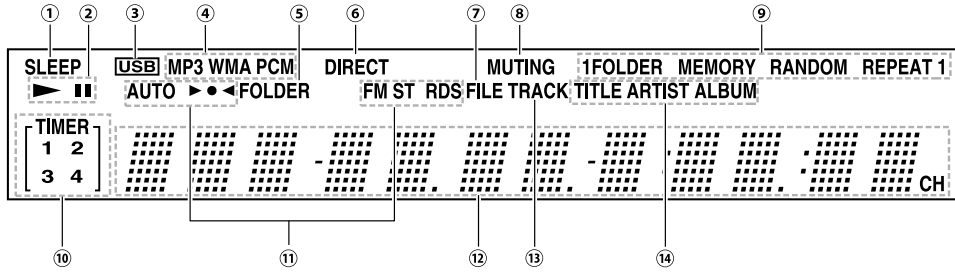 ① ② ③ ④ ⑤ ⑥ ⑦ ⑧ ⑨
SLEEP USB MP3 WMA PCM DIRECT MUTING 1FOLDER MEMORY RANDOM REPEAT 1
AUTO FOLDER FM ST RDS FILE TRACK TITLE ARTIST ALBUM
TIMER
1 2
3 4
CH
⑩ ⑪ ⑫ ⑬ ⑭